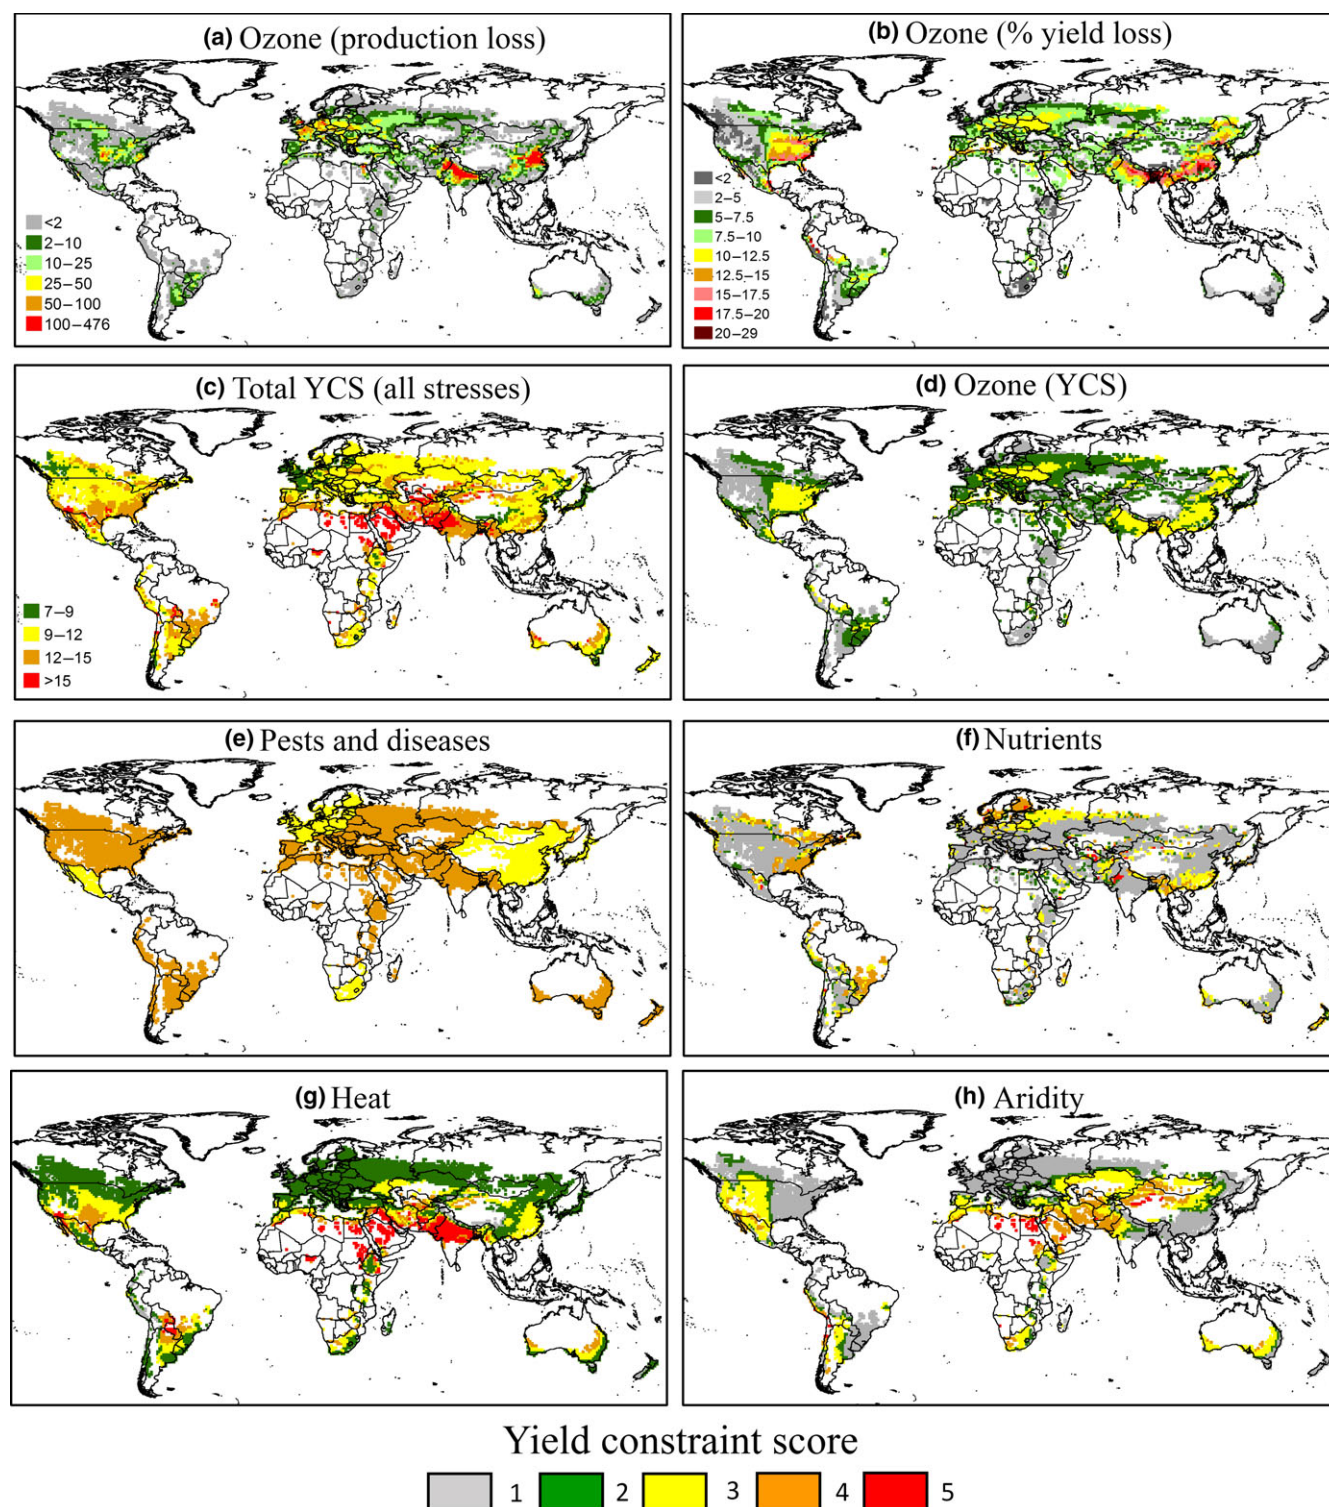 (a) Ozone (production loss)
<2
2–10
10–25
25–50
50–100
100–476
(b) Ozone (% yield loss)
<2
2–5
5–7.5
7.5–10
10–12.5
12.5–15
15–17.5
17.5–20
20–29
(c) Total YCS (all stresses)
7–9
9–12
12–15
>15
(d) Ozone (YCS)
(e) Pests and diseases
(f) Nutrients
(g) Heat
(h) Aridity
Yield constraint score
1 2 3 4 5